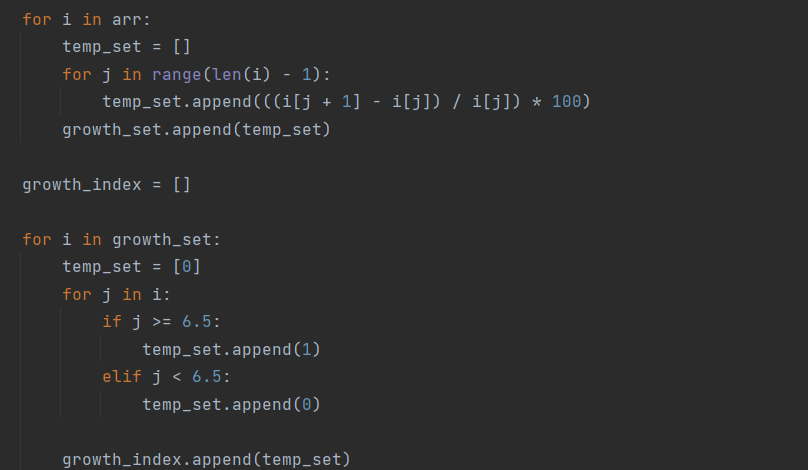 for i in arr:
    temp_set = []
    for j in range(len(i) - 1):
        temp_set.append(((i[j + 1] - i[j]) / i[j]) * 100)
    growth_set.append(temp_set)
growth_index = []
for i in growth_set:
    temp_set = [0]
    for j in i:
        if j >= 6.5:
            temp_set.append(1)
        elif j < 6.5:
            temp_set.append(0)
    growth_index.append(temp_set)